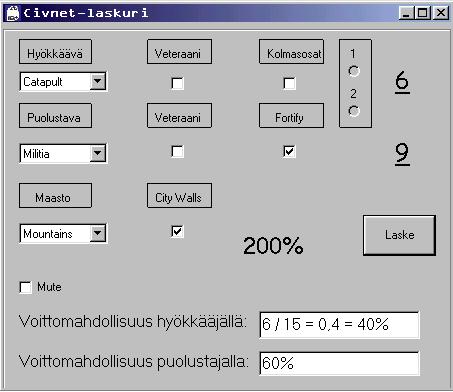 Civnet-laskuri
Hyökkäävä Veteraani Kolmasosat 1
Catapult 6
2
Puolustava Veteraani Fortify
Militia 9
Maasto City Walls
Mountains 200% Laske
Mute
Voittomahdollisuus hyökkääjällä: 6 / 15 = 0,4 = 40%
Voittomahdollisuus puolustajalla: 60%